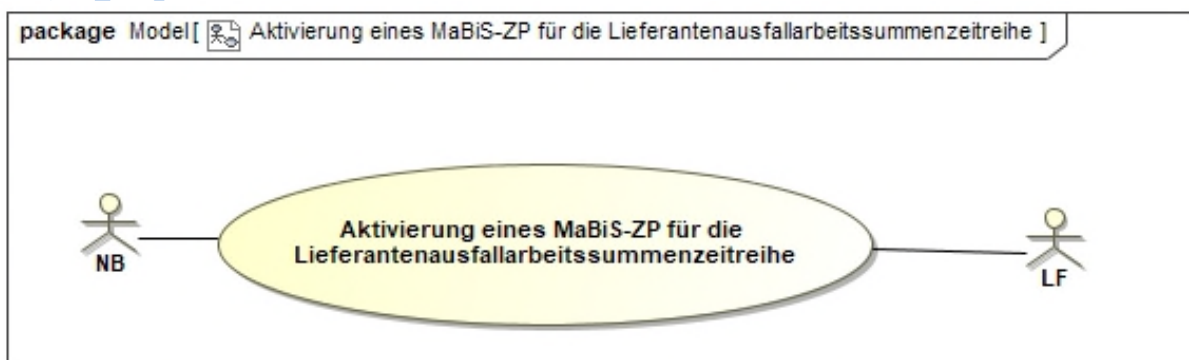 package Model[ Aktivierung eines MaBiS-ZP für die Lieferantenausfallarbeitssummenzeitreihe ]
Aktivierung eines MaBiS-ZP für die
Lieferantenausfallarbeitssummenzeitreihe
NB
LF